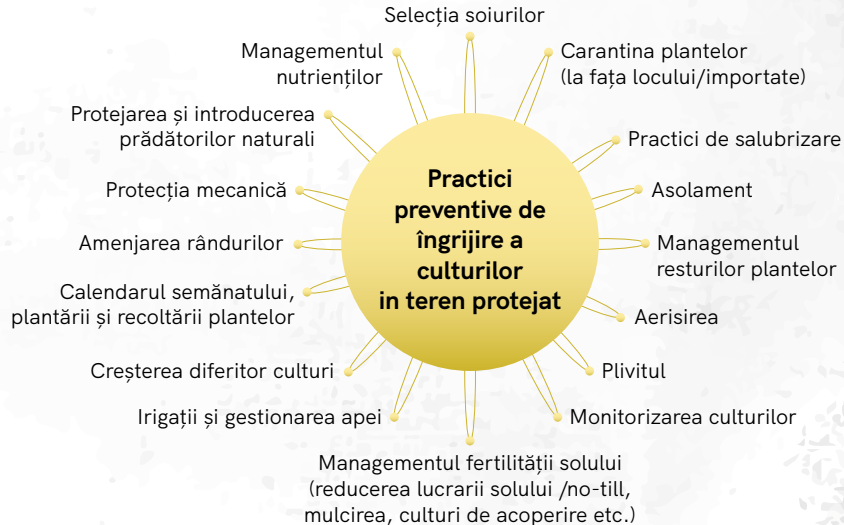 Selecția soiurilor
Carantina plantelor
(la fața locului/importate)
Practici de salubrizare
Asolament
Managementul
resturilor plantelor
Aerisirea
Plivitul
Monitorizarea culturilor
Managementul fertilității solului
(reducerea lucrarii solului /no-till,
mulcirea, culturi de acoperire etc.)
Irigații și gestionarea apei
Creșterea diferitor culturi
Calendarul semănatului,
plantării și recoltării plantelor
Amenjarea rândurilor
Protecția mecanică
Protejarea și introducerea
prădătorilor naturali
Managementul
nutrienților
Practici
preventive de
îngrijire a
culturilor
in teren protejat